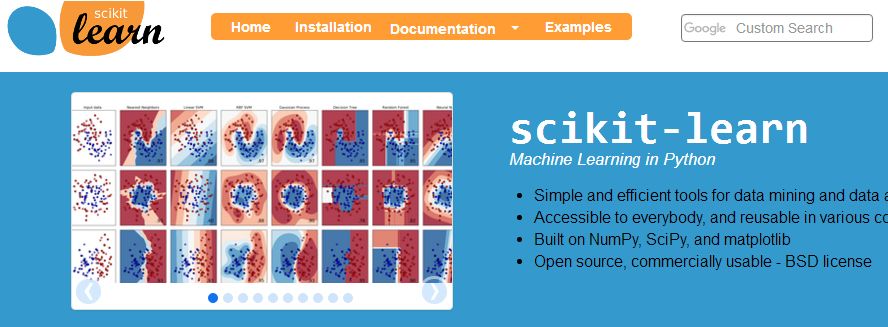 scikit
learn
Home Installation Documentation Examples
Google Custom Search
Input data Nearest Neighbors Linear SVM RBF SVM Gaussian Process Decision Tree Random Forest Neural N
scikit-learn
Machine Learning in Python
Simple and efficient tools for data mining and data a
Accessible to everybody, and reusable in various co
Built on NumPy, SciPy, and matplotlib
Open source, commercially usable - BSD license